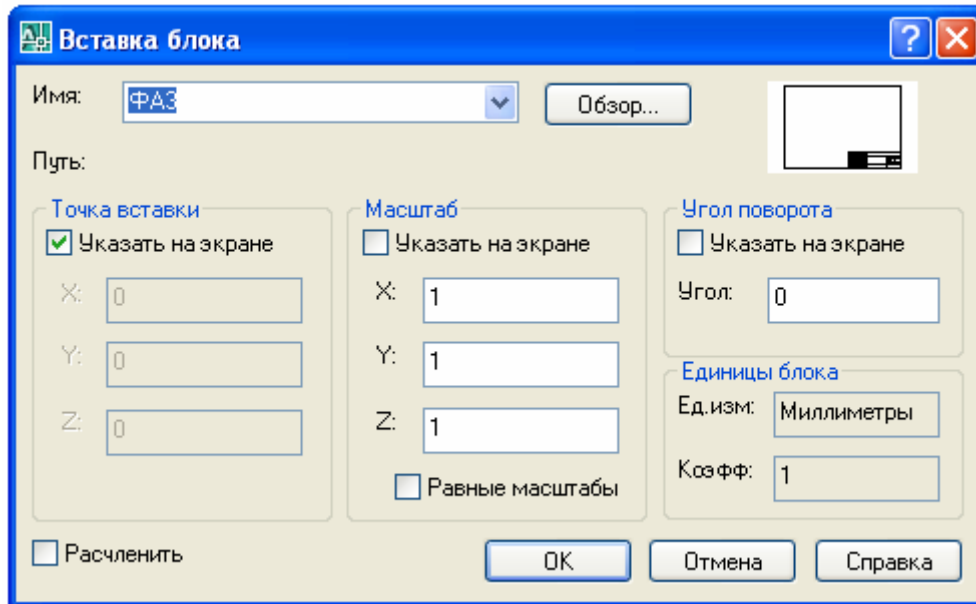 Вставка блока
Имя: ФАЗ Обзор...
Путь:
Точка вставки
Указать на экране
X: 0
Y: 0
Z: 0
Масштаб
Указать на экране
X: 1
Y: 1
Z: 1
Равные масштабы
Угол поворота
Указать на экране
Угол: 0
Единицы блока
Ед.изм: Миллиметры
Коэфф: 1
Расчленить
OK Отмена Справка